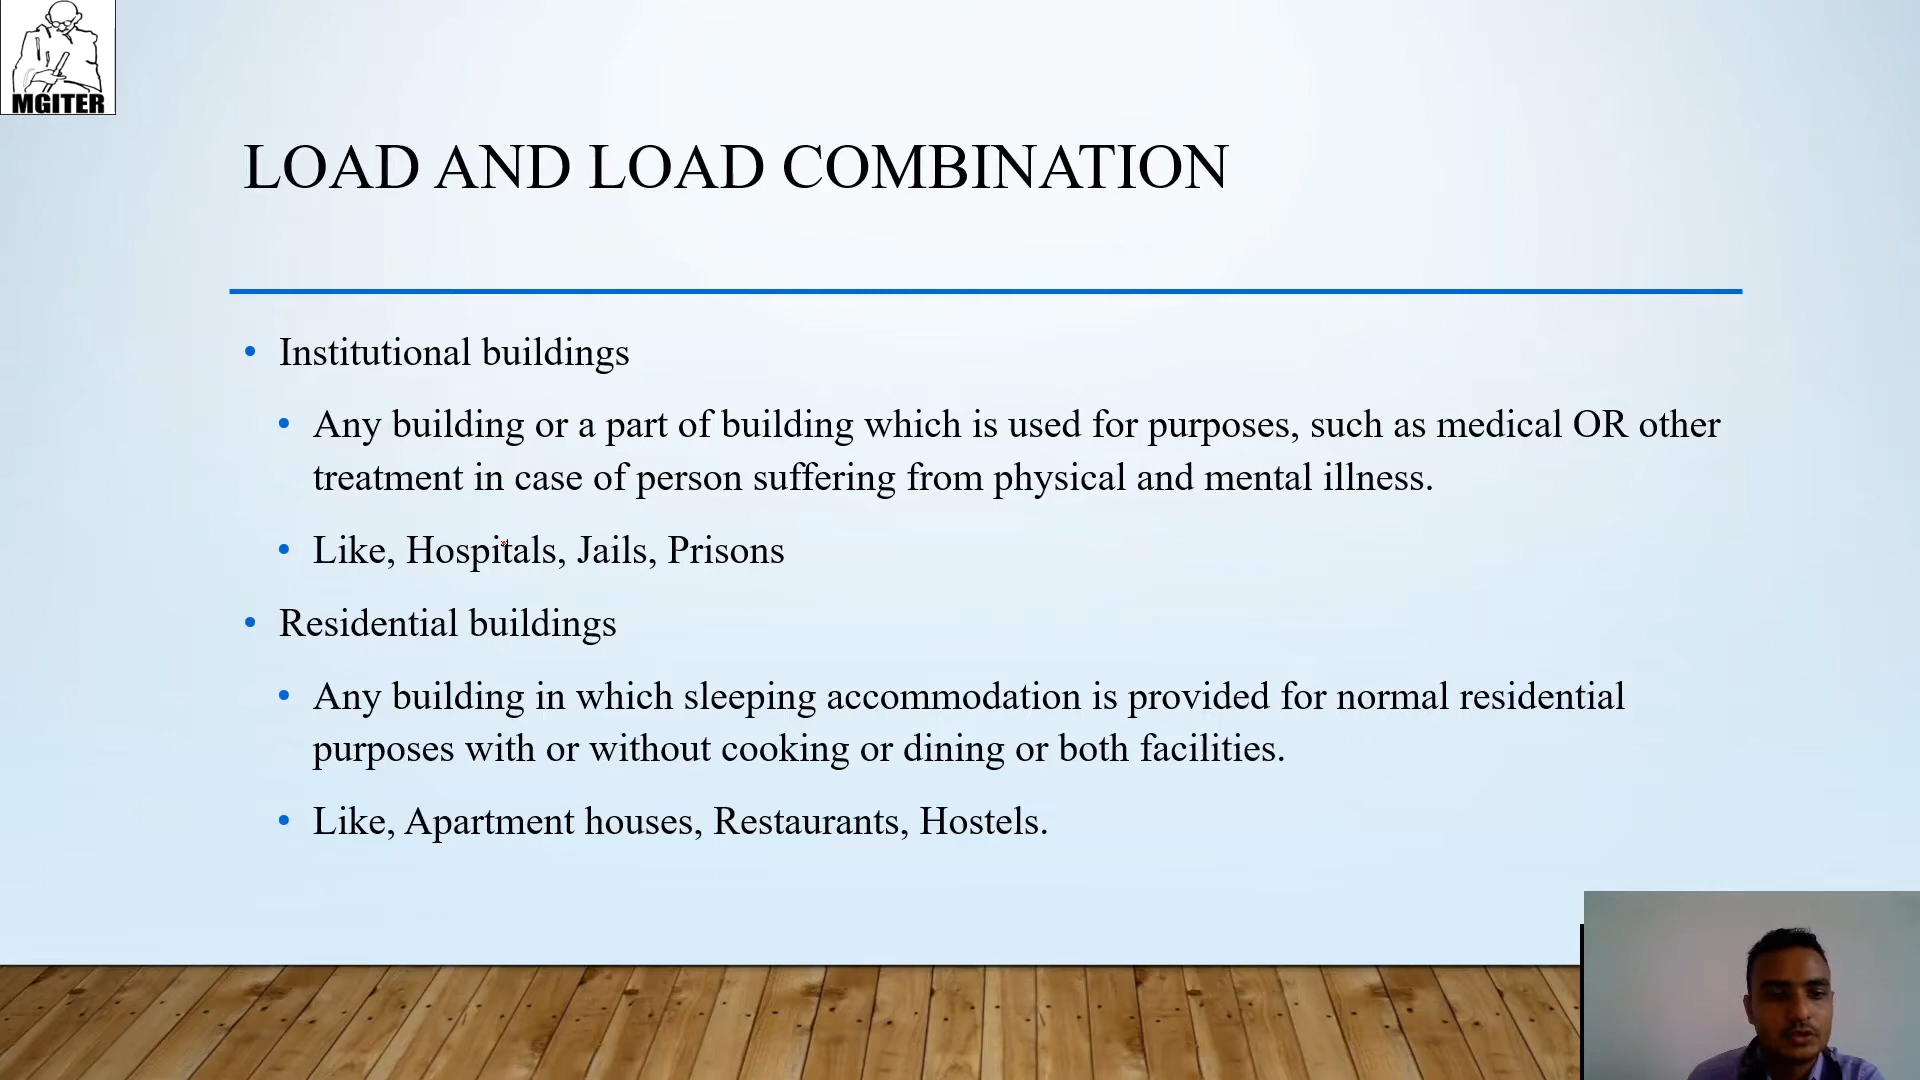 MGITER
LOAD AND LOAD COMBINATION
Institutional buildings
Any building or a part of building which is used for purposes, such as medical OR other
treatment in case of person suffering from physical and mental illness.
Like, Hospitals, Jails, Prisons
Residential buildings
Any building in which sleeping accommodation is provided for normal residential
purposes with or without cooking or dining or both facilities.
Like, Apartment houses, Restaurants, Hostels.